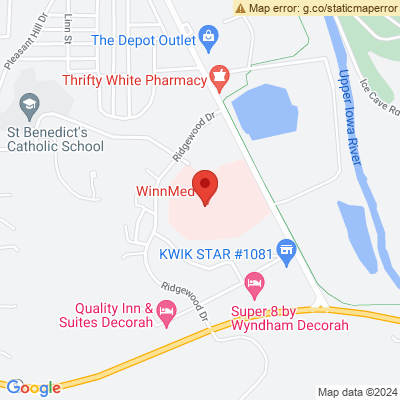 Map error: g.co/staticmaperror
Pleasant Hill Dr
Linn St
The Depot Outlet
Thrifty White Pharmacy
Upper Iowa River
Ice Cave Rd
St Benedict's
Catholic School
Ridgewood Dr
WinnMed
KWIK STAR #1081
Ridgewood Dr
Quality Inn &
Suites Decorah
Super 8 by
Wyndham Decorah
Google
Map data ©2024